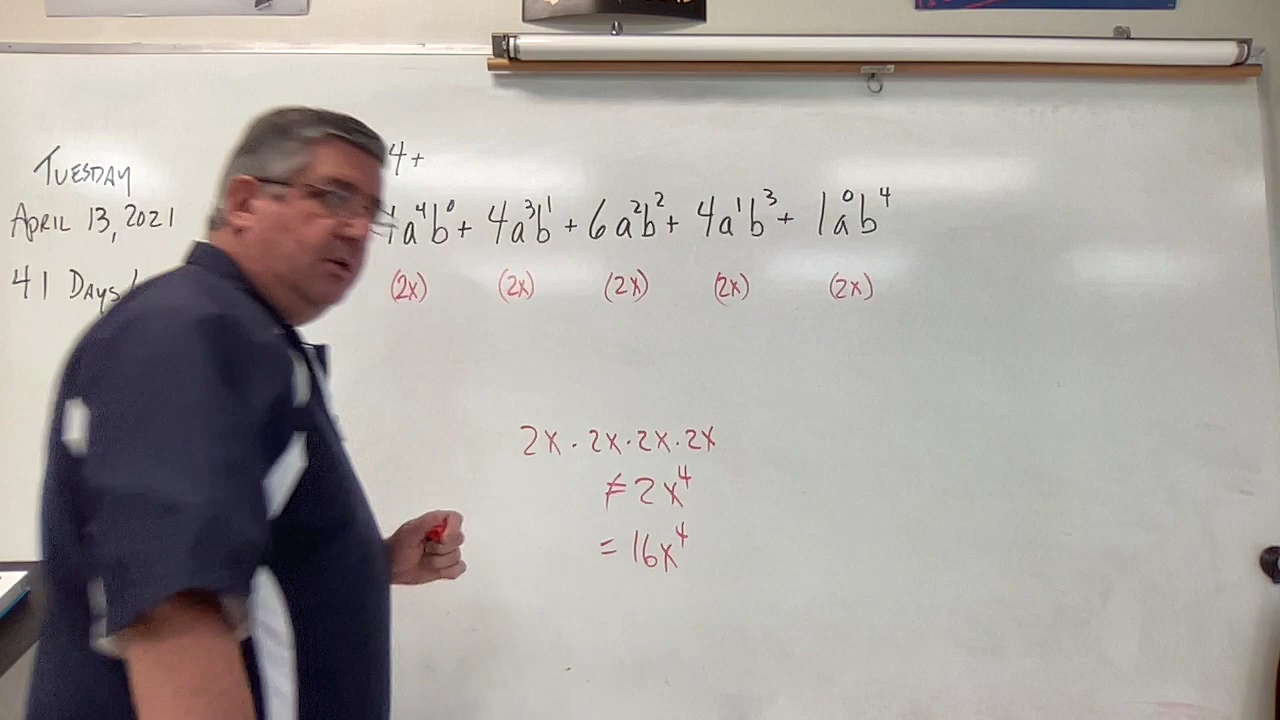 TUESDAY
APRIL 13, 2021
41 DAYS
4+
1a⁴b⁰ + 4a³b¹ + 6a²b² + 4a¹b³ + 1a⁰b⁴
(2x) (2x) (2x) (2x) (2x)
2x · 2x · 2x · 2x
≠ 2x⁴
= 16x⁴